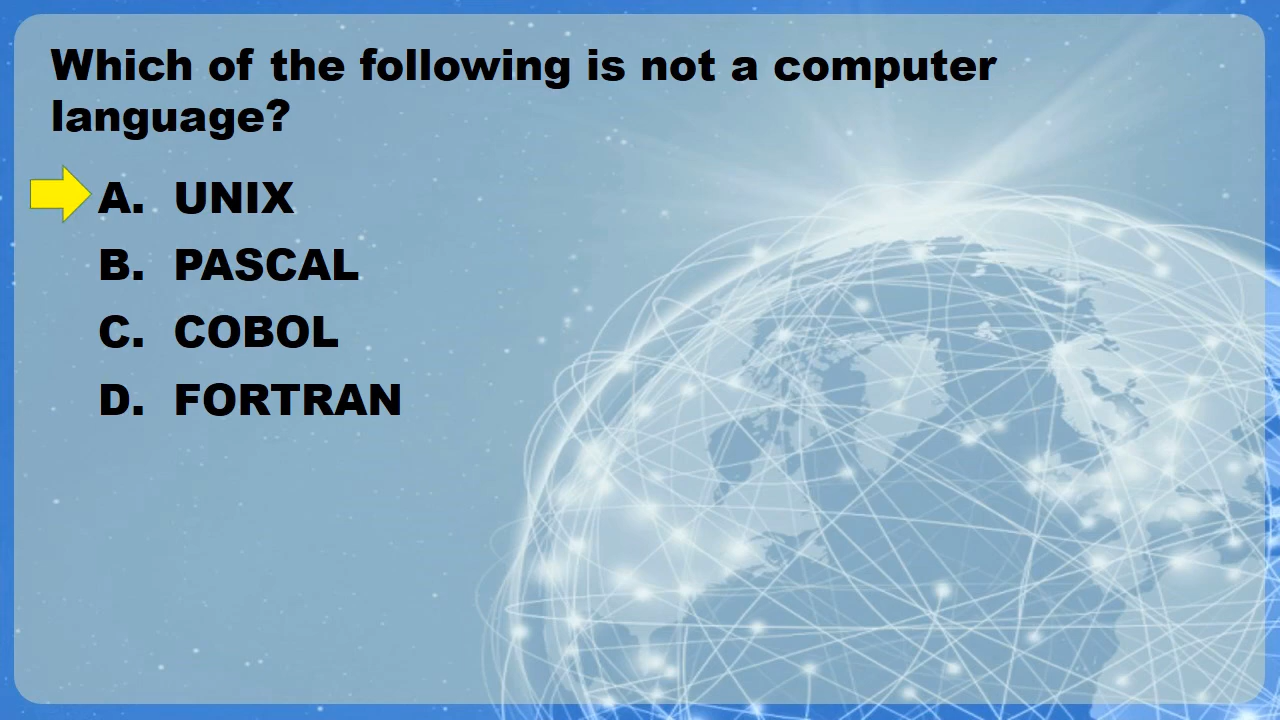 Which of the following is not a computer
language?
A. UNIX
B. PASCAL
C. COBOL
D. FORTRAN